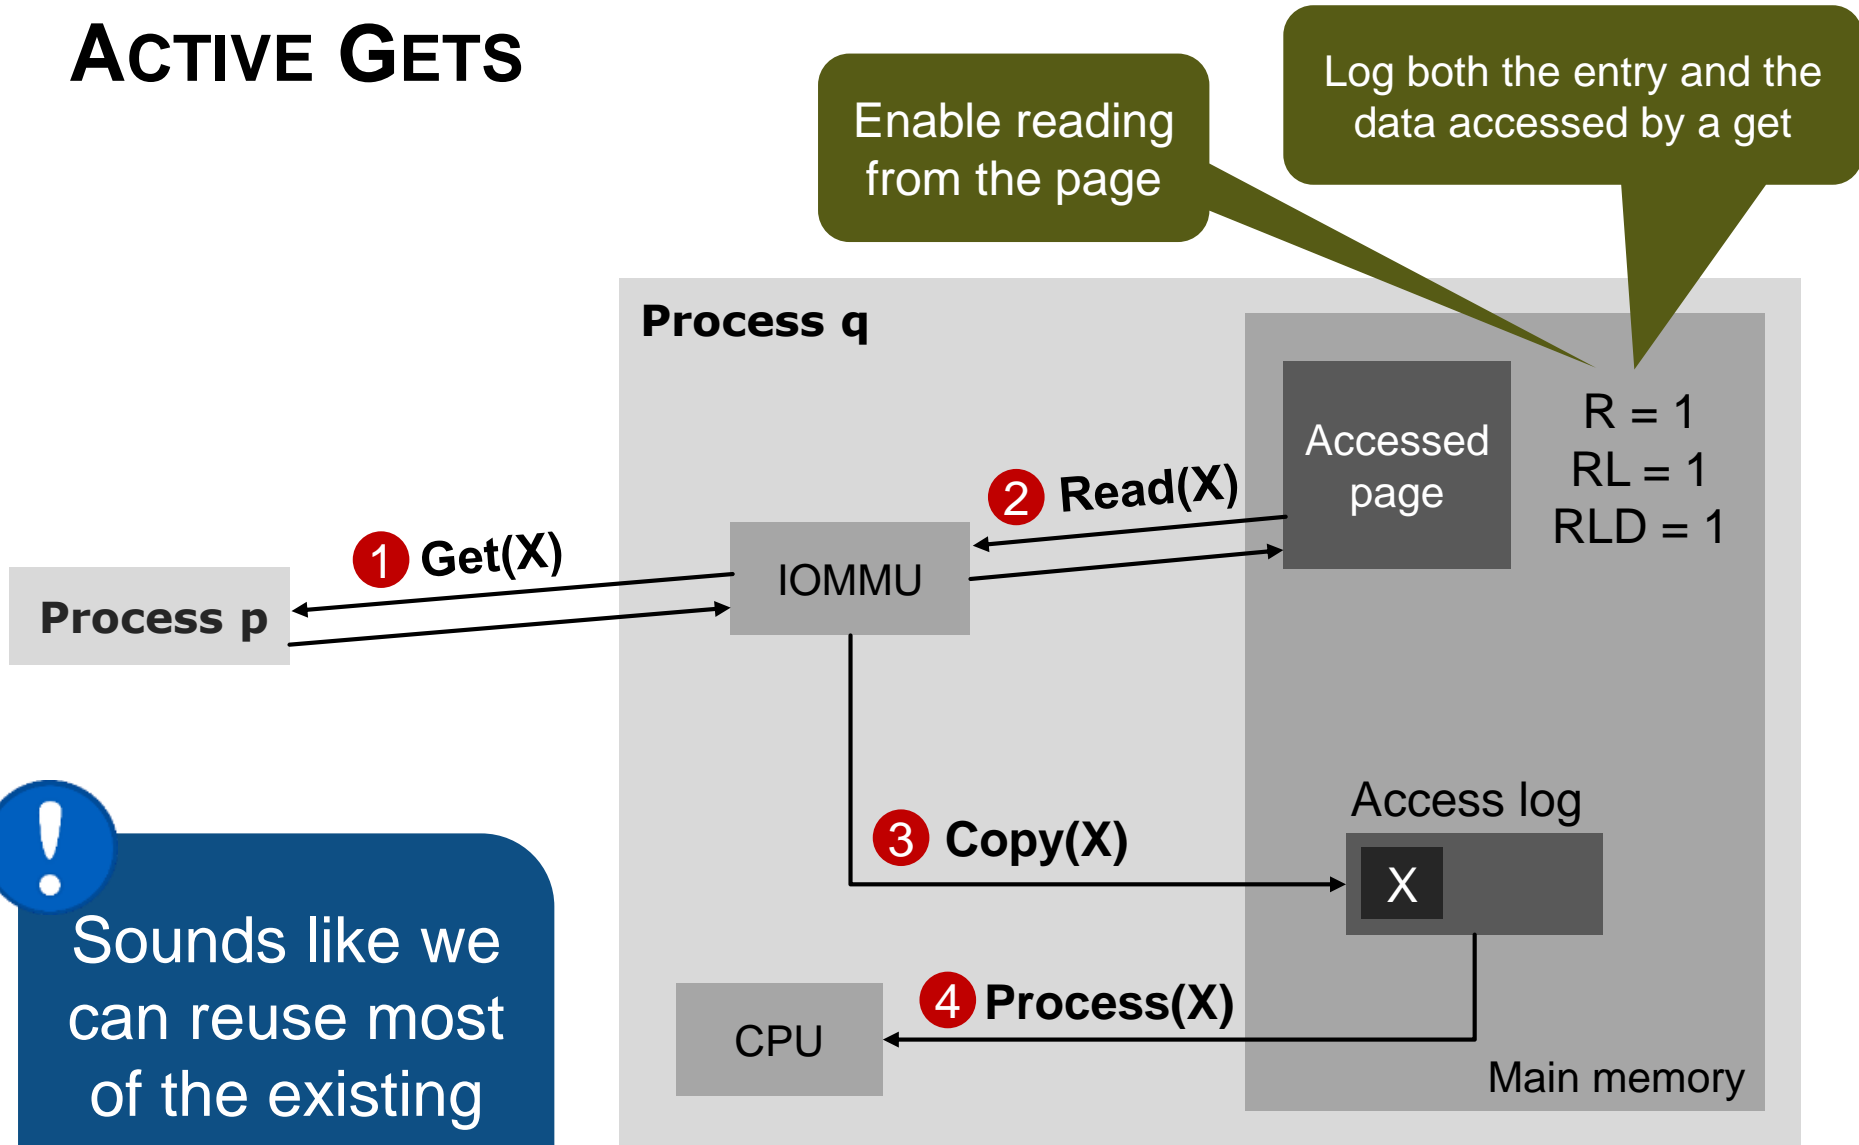 ACTIVE GETS
Enable reading
from the page
Log both the entry and the
data accessed by a get
Process q
Accessed
page
R = 1
RL = 1
RLD = 1
2 Read(X)
1 Get(X)
IOMMU
Process p
Access log
3 Copy(X)
X
4 Process(X)
CPU
Main memory
!
Sounds like we
can reuse most
of the existing